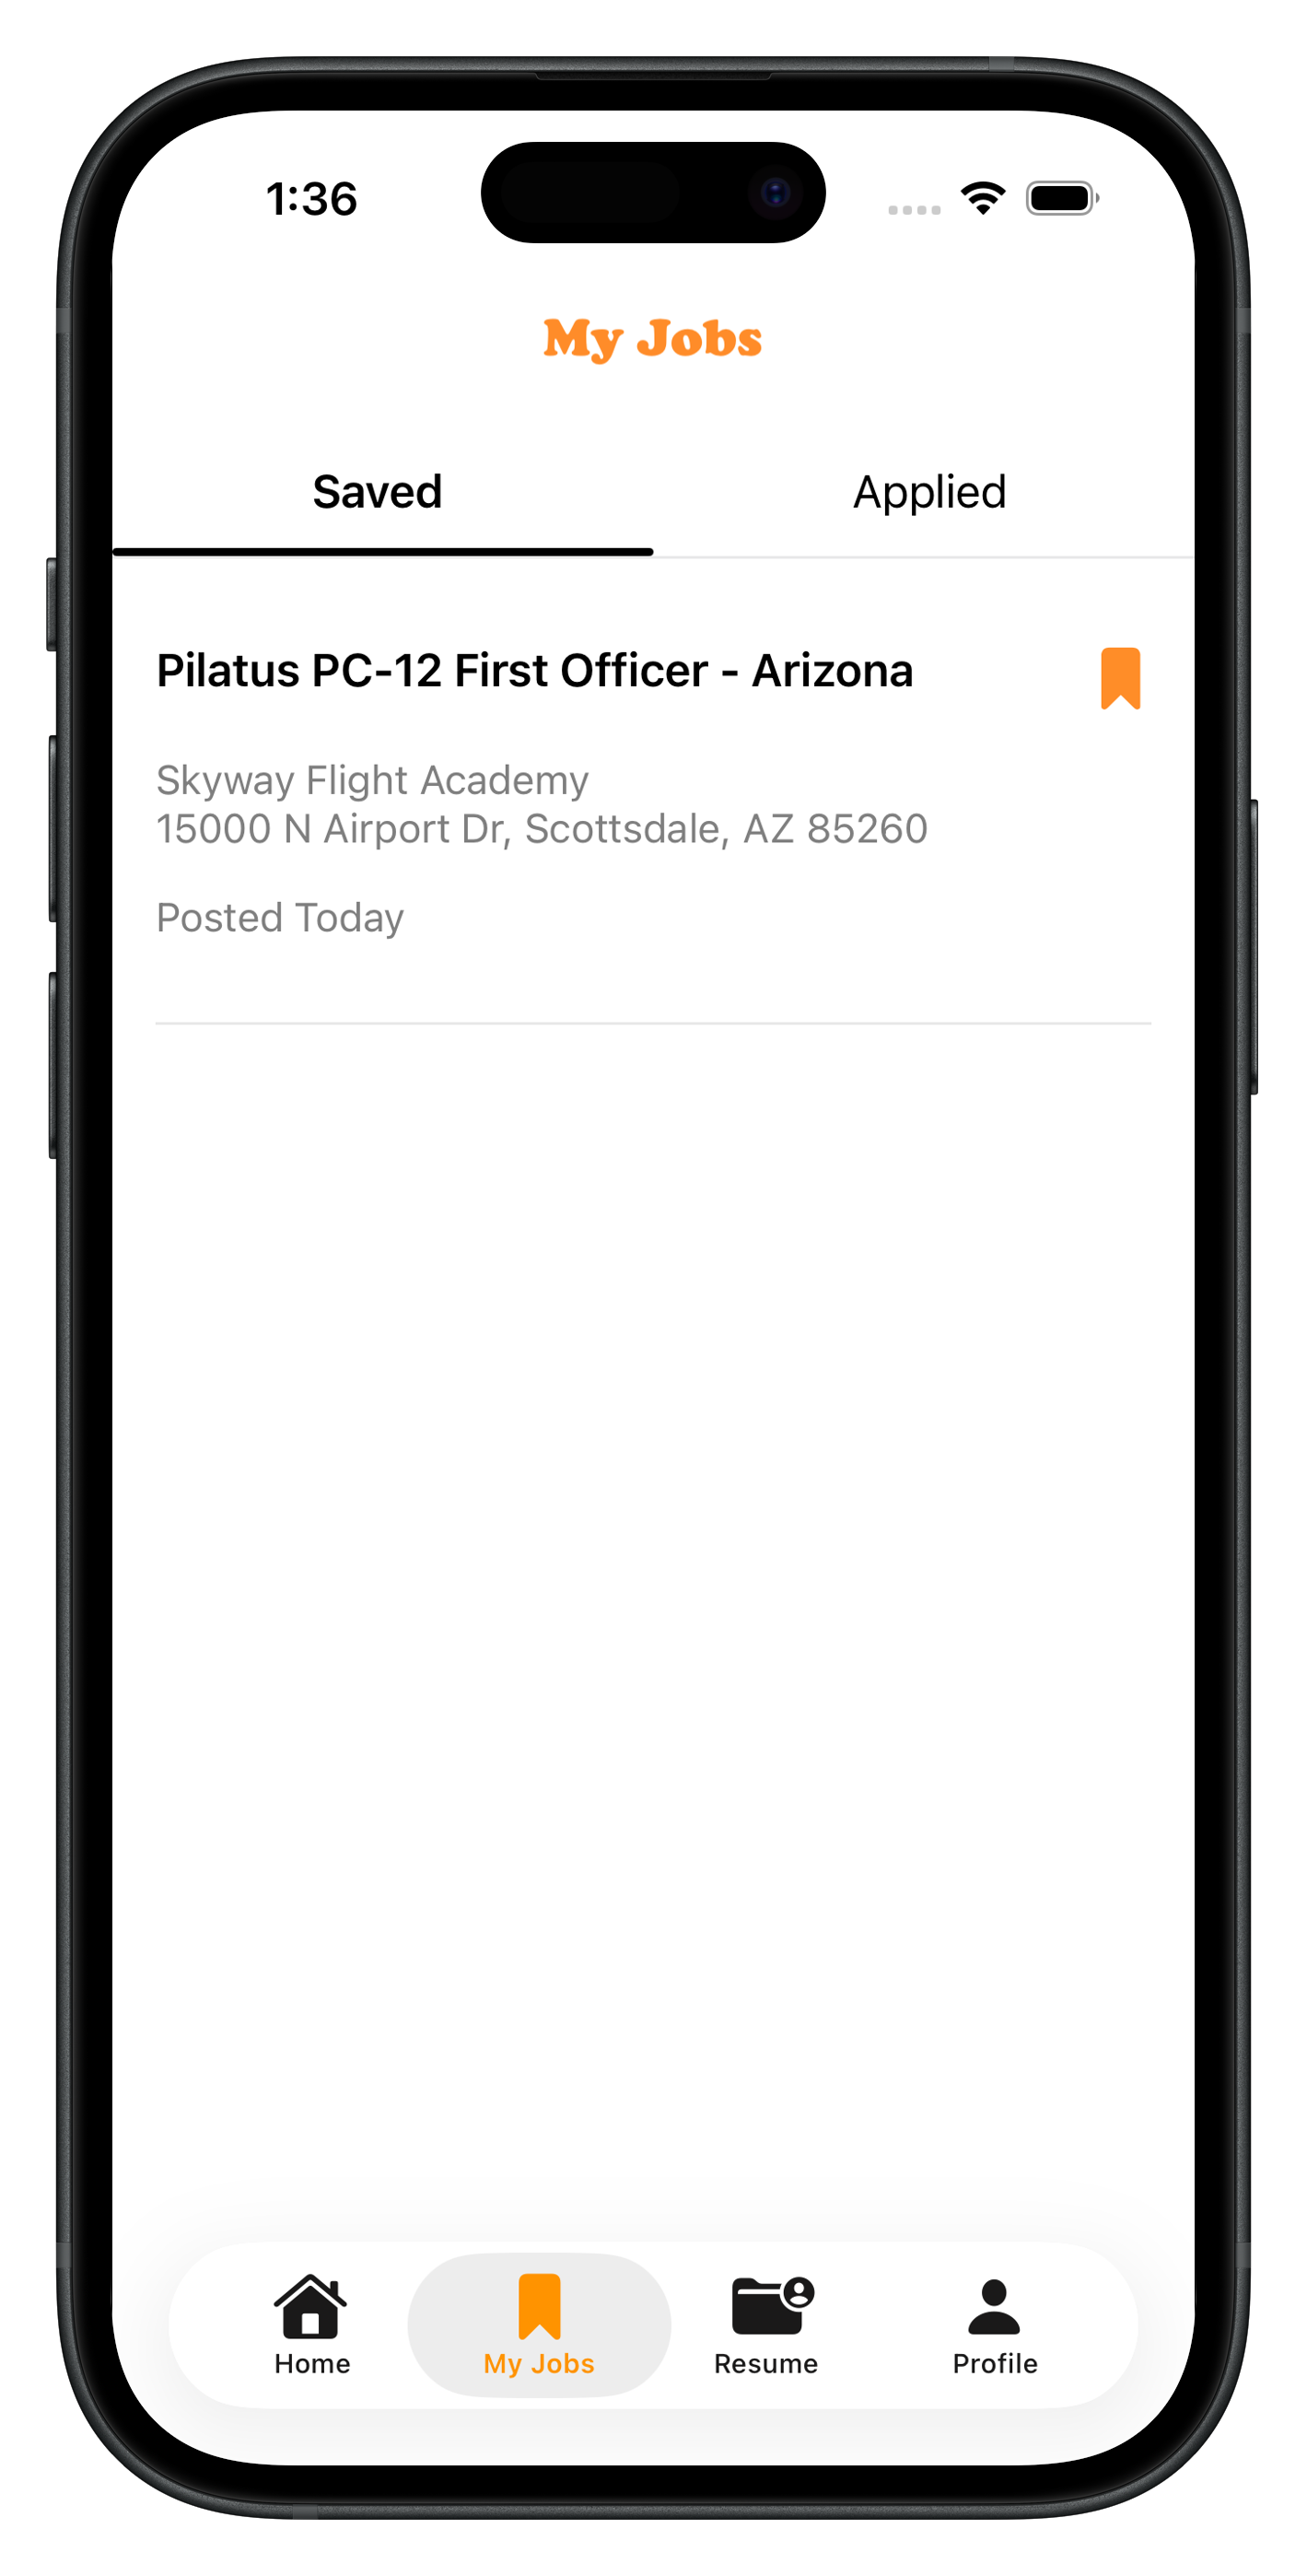 1:36
My Jobs
Saved
Applied
Pilatus PC-12 First Officer - Arizona
Skyway Flight Academy
15000 N Airport Dr, Scottsdale, AZ 85260
Posted Today
Home
My Jobs
Resume
Profile